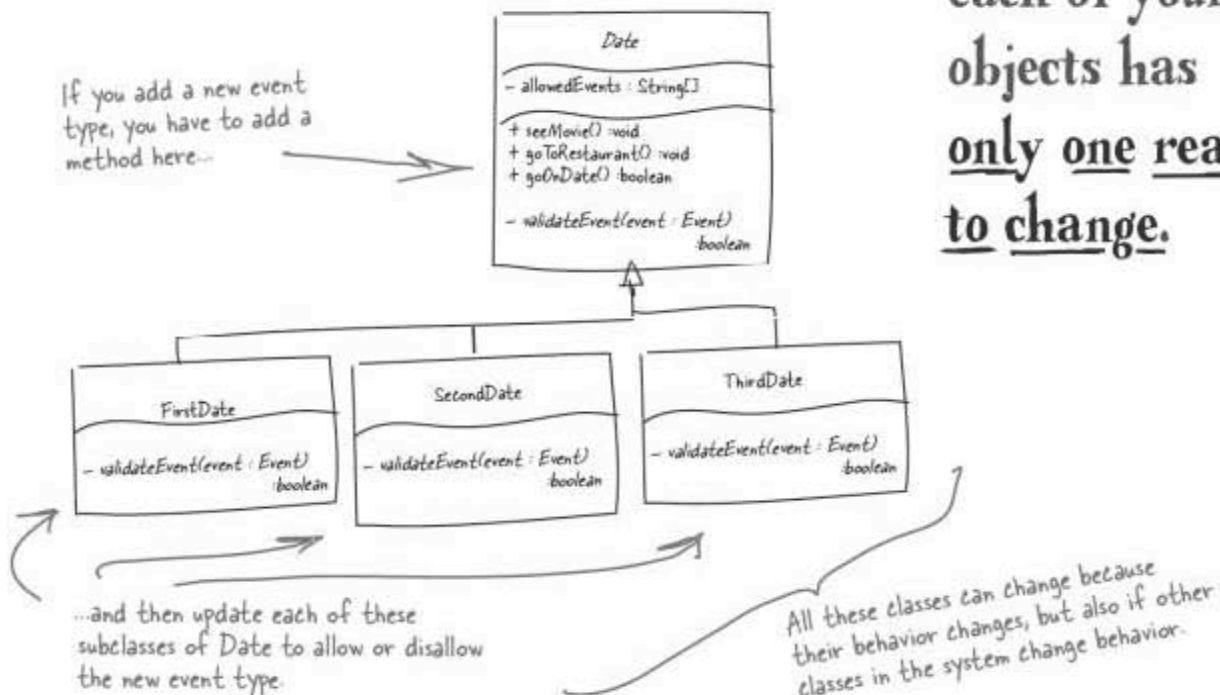 each of your
objects has
only one rea
to change.
If you add a new event
type, you have to add a
method here...
Date
- allowedEvents : String[]
+ seeMovie() :void
+ goToRestaurant() :void
+ goOnDate() :boolean
- validateEvent(event : Event)
:boolean
FirstDate
- validateEvent(event : Event)
:boolean
SecondDate
- validateEvent(event : Event)
:boolean
ThirdDate
- validateEvent(event : Event)
:boolean
...and then update each of these
subclasses of Date to allow or disallow
the new event type.
All these classes can change because
their behavior changes, but also if other
classes in the system change behavior.